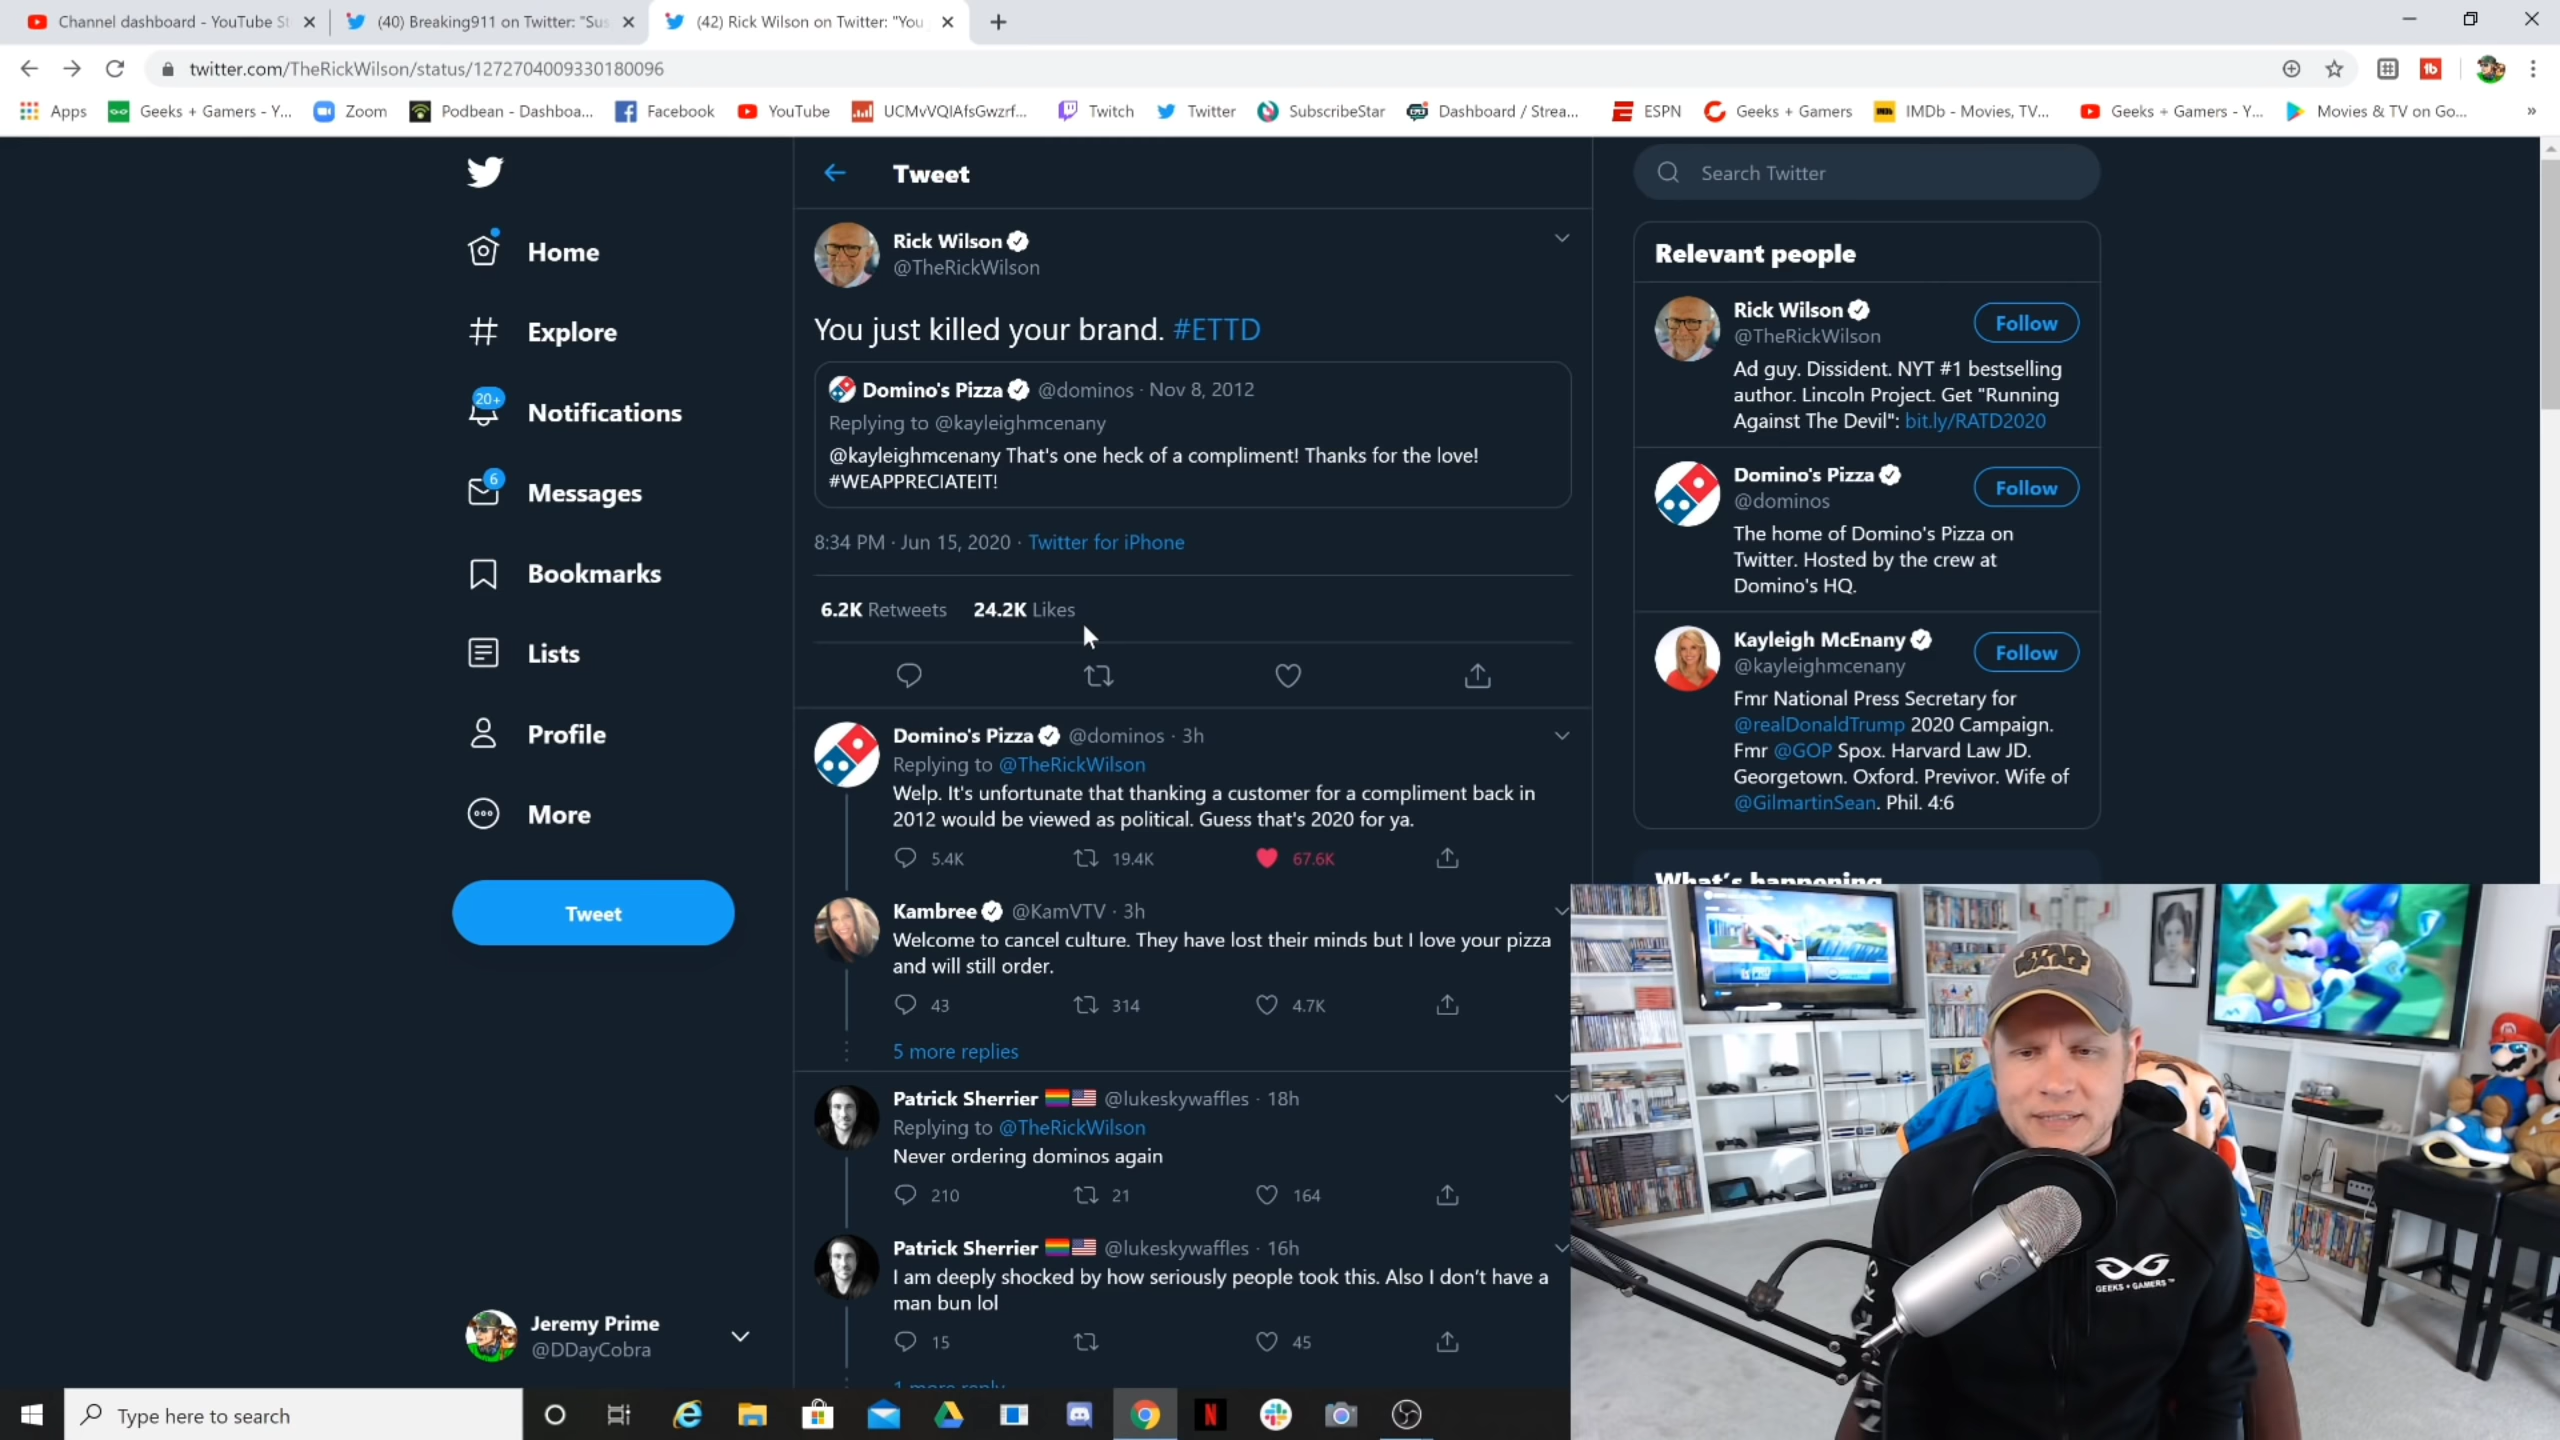 Channel dashboard - YouTube St
(40) Breaking911 on Twitter: "Sus
(42) Rick Wilson on Twitter: "You
twitter.com/TheRickWilson/status/1272704009330180096
Apps
Geeks + Gamers - Y...
Zoom
Podbean - Dashboa...
Facebook
YouTube
UCMvVQIAfsGwzrf...
Twitch
Twitter
SubscribeStar
Dashboard / Strea...
ESPN
Geeks + Gamers
IMDb - Movies, TV...
Geeks + Gamers - Y...
Movies & TV on Go...
Home
Explore
20+
Notifications
6
Messages
Bookmarks
Lists
Profile
More
Tweet
Jeremy Prime
@DDayCobra
Tweet
Rick Wilson
@TheRickWilson
You just killed your brand. #ETTD
Domino's Pizza @dominos · Nov 8, 2012
Replying to @kayleighmcenany
@kayleighmcenany That's one heck of a compliment! Thanks for the love!
#WEAPPRECIATEIT!
8:34 PM · Jun 15, 2020 · Twitter for iPhone
6.2K Retweets 24.2K Likes
Domino's Pizza @dominos · 3h
Replying to @TheRickWilson
Welp. It's unfortunate that thanking a customer for a compliment back in
2012 would be viewed as political. Guess that's 2020 for ya.
5.4K 19.4K 67.6K
Kambree @KamVTV · 3h
Welcome to cancel culture. They have lost their minds but I love your pizza
and will still order.
43 314 4.7K
5 more replies
Patrick Sherrier @lukeskywaffles · 18h
Replying to @TheRickWilson
Never ordering dominos again
210 21 164
Patrick Sherrier @lukeskywaffles · 16h
I am deeply shocked by how seriously people took this. Also I don't have a
man bun lol
15 45
1 more reply
Search Twitter
Relevant people
Rick Wilson
@TheRickWilson
Follow
Ad guy. Dissident. NYT #1 bestselling
author. Lincoln Project. Get "Running
Against The Devil": bit.ly/RATD2020
Domino's Pizza
@dominos
Follow
The home of Domino's Pizza on
Twitter. Hosted by the crew at
Domino's HQ.
Kayleigh McEnany
@kayleighmcenany
Follow
Fmr National Press Secretary for
@realDonaldTrump 2020 Campaign.
Fmr @GOP Spox. Harvard Law JD.
Georgetown. Oxford. Previvor. Wife of
@GilmartinSean. Phil. 4:6
What's happening
STAR
WARS
GEEKS + GAMERS
Type here to search